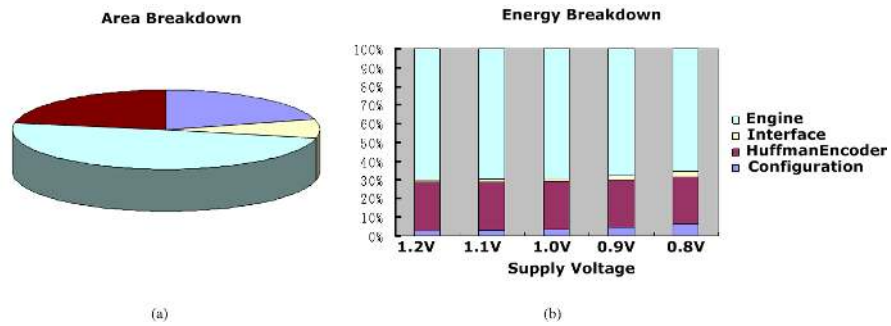 Area Breakdown
Energy Breakdown
100%
90%
80%
70%
60%
50%
40%
30%
20%
10%
0%
1.2V 1.1V 1.0V 0.9V 0.8V
Supply Voltage
Engine
Interface
HuffmanEncoder
Configuration
(a)
(b)